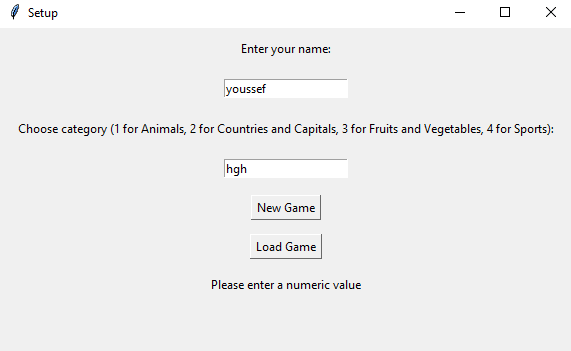 Setup
Enter your name:
youssef
Choose category (1 for Animals, 2 for Countries and Capitals, 3 for Fruits and Vegetables, 4 for Sports):
hgh
New Game
Load Game
Please enter a numeric value